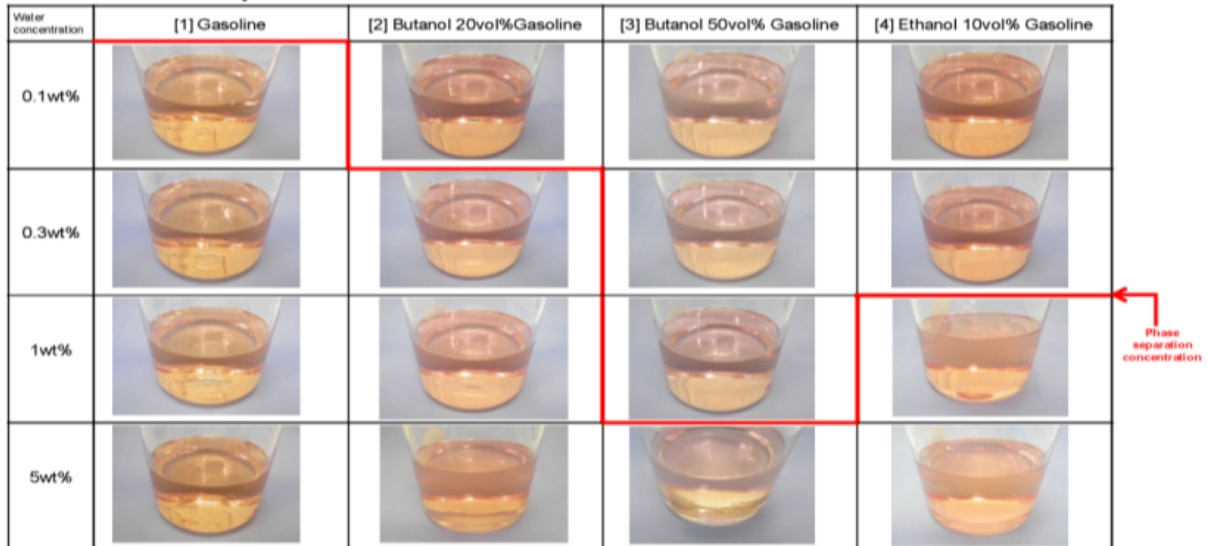 Water
concentration
[1] Gasoline
[2] Butanol 20vol%Gasoline
[3] Butanol 50vol% Gasoline
[4] Ethanol 10vol% Gasoline
0.1wt%
0.3wt%
1wt%
Phase
separation
concentration
5wt%